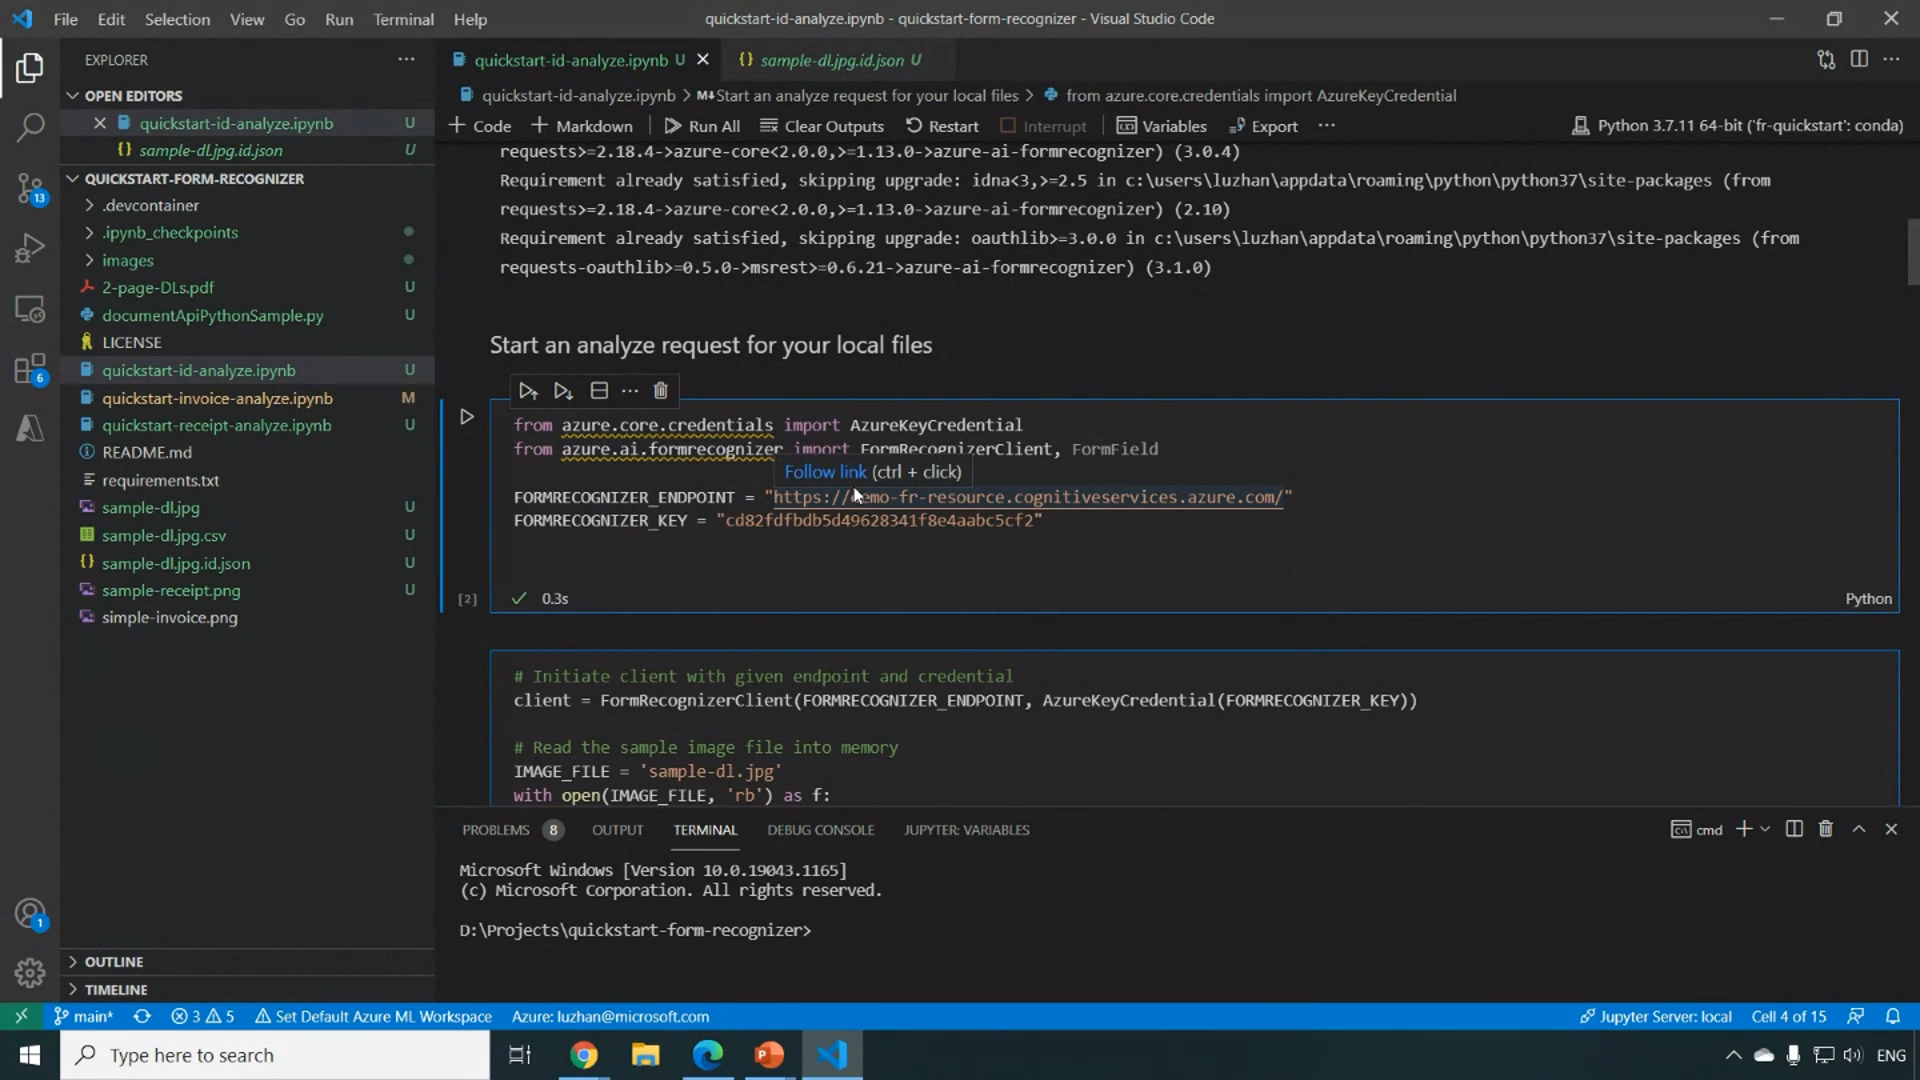 File Edit Selection View Go Run Terminal Help
quickstart-id-analyze.ipynb - quickstart-form-recognizer - Visual Studio Code
EXPLORER
OPEN EDITORS
quickstart-id-analyze.ipynb U
sample-dl.jpg.id.json U
QUICKSTART-FORM-RECOGNIZER
.devcontainer
.ipynb_checkpoints
images
2-page-DLs.pdf U
documentApiPythonSample.py U
LICENSE
quickstart-id-analyze.ipynb U
quickstart-invoice-analyze.ipynb M
quickstart-receipt-analyze.ipynb U
README.md
requirements.txt
sample-dl.jpg U
sample-dl.jpg.csv U
sample-dl.jpg.id.json U
sample-receipt.png U
simple-invoice.png
OUTLINE
TIMELINE
13
6
1
quickstart-id-analyze.ipynb U
sample-dl.jpg.id.json U
quickstart-id-analyze.ipynb > M↓Start an analyze request for your local files > from azure.core.credentials import AzureKeyCredential
+ Code + Markdown Run All Clear Outputs Restart Interrupt Variables Export ···
Python 3.7.11 64-bit ('fr-quickstart': conda)
requests>=2.18.4->azure-core<2.0.0,>=1.13.0->azure-ai-formrecognizer) (3.0.4)
Requirement already satisfied, skipping upgrade: idna<3,>=2.5 in c:\users\luzhan\appdata\roaming\python\python37\site-packages (from
requests>=2.18.4->azure-core<2.0.0,>=1.13.0->azure-ai-formrecognizer) (2.10)
Requirement already satisfied, skipping upgrade: oauthlib>=3.0.0 in c:\users\luzhan\appdata\roaming\python\python37\site-packages (from
requests-oauthlib>=0.5.0->msrest>=0.6.21->azure-ai-formrecognizer) (3.1.0)
Start an analyze request for your local files
from azure.core.credentials import AzureKeyCredential
from azure.ai.formrecognizer import FormRecognizerClient, FormField
Follow link (ctrl + click)
FORMRECOGNIZER_ENDPOINT = "https://demo-fr-resource.cognitiveservices.azure.com/"
FORMRECOGNIZER_KEY = "cd82fdfbdb5d49628341f8e4aabc5cf2"
[2] ✓ 0.3s
Python
# Initiate client with given endpoint and credential
client = FormRecognizerClient(FORMRECOGNIZER_ENDPOINT, AzureKeyCredential(FORMRECOGNIZER_KEY))
# Read the sample image file into memory
IMAGE_FILE = 'sample-dl.jpg'
with open(IMAGE_FILE, 'rb') as f:
PROBLEMS 8 OUTPUT TERMINAL DEBUG CONSOLE JUPYTER: VARIABLES
cmd
Microsoft Windows [Version 10.0.19043.1165]
(c) Microsoft Corporation. All rights reserved.
D:\Projects\quickstart-form-recognizer>
main* 3 5 Set Default Azure ML Workspace Azure: luzhan@microsoft.com
Jupyter Server: local Cell 4 of 15
Type here to search
ENG